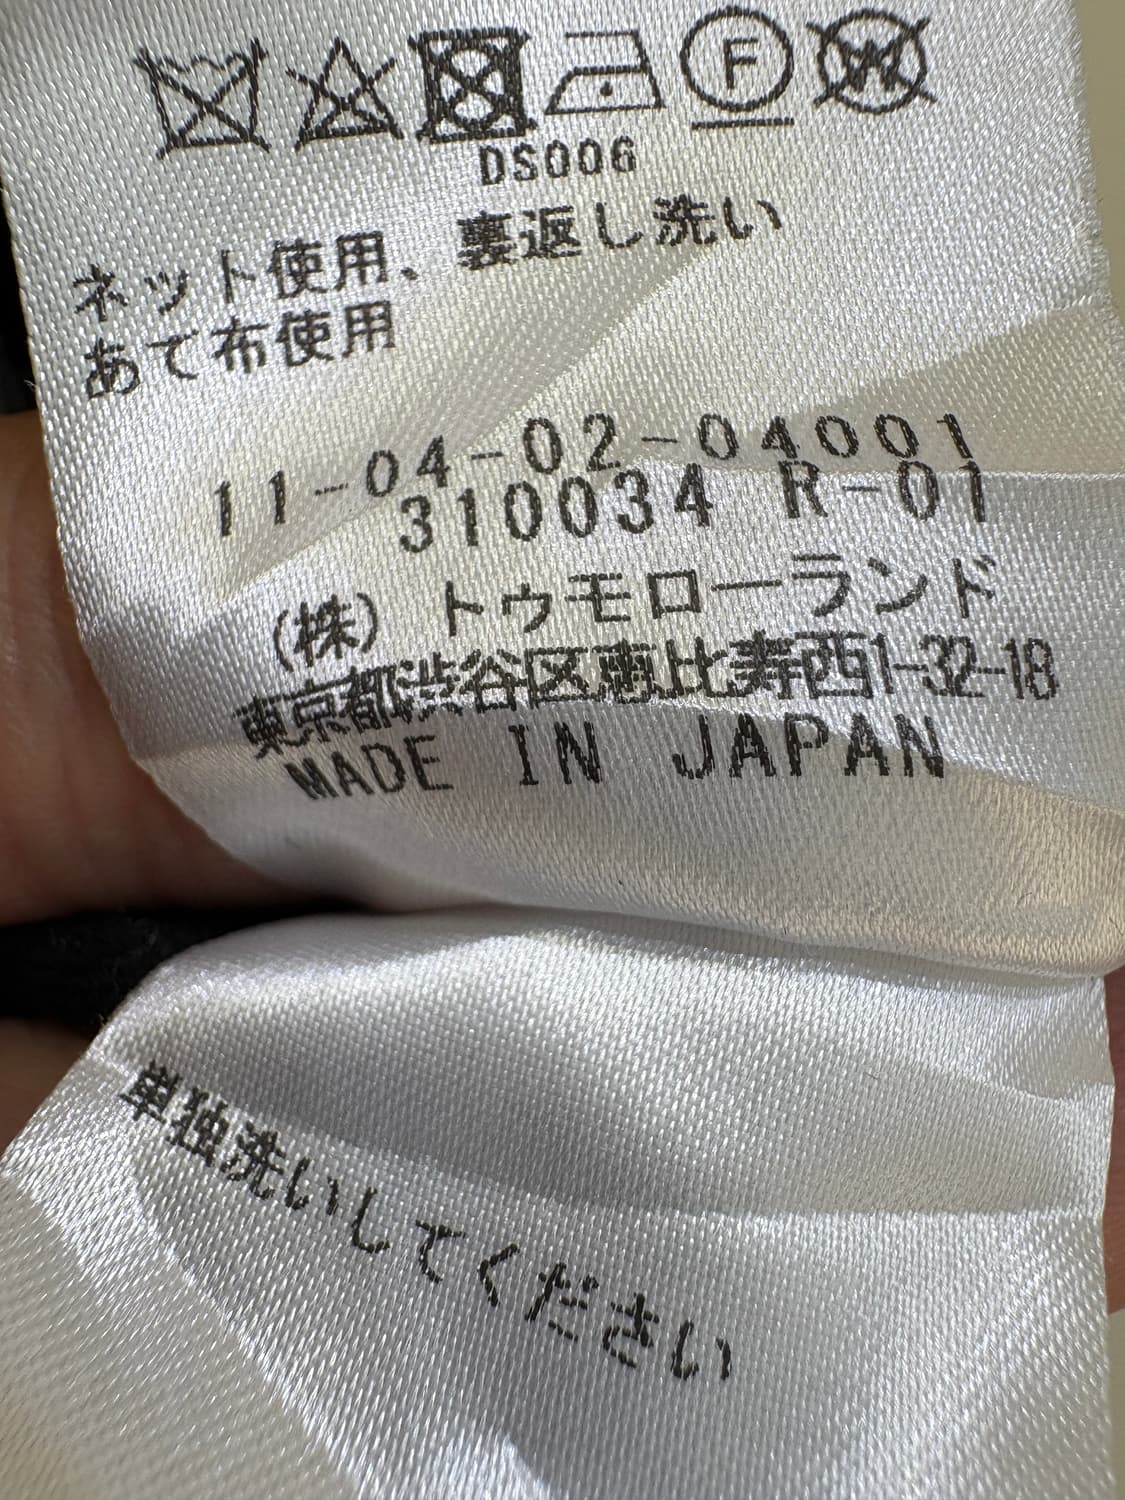 F W
DS006
ネット使用、裏返し洗い
あて布使用
11-04-02-04001
310034 R-01
(株) トゥモローランド
東京都渋谷区恵比寿西1-32-18
MADE IN JAPAN
単独洗いしてください